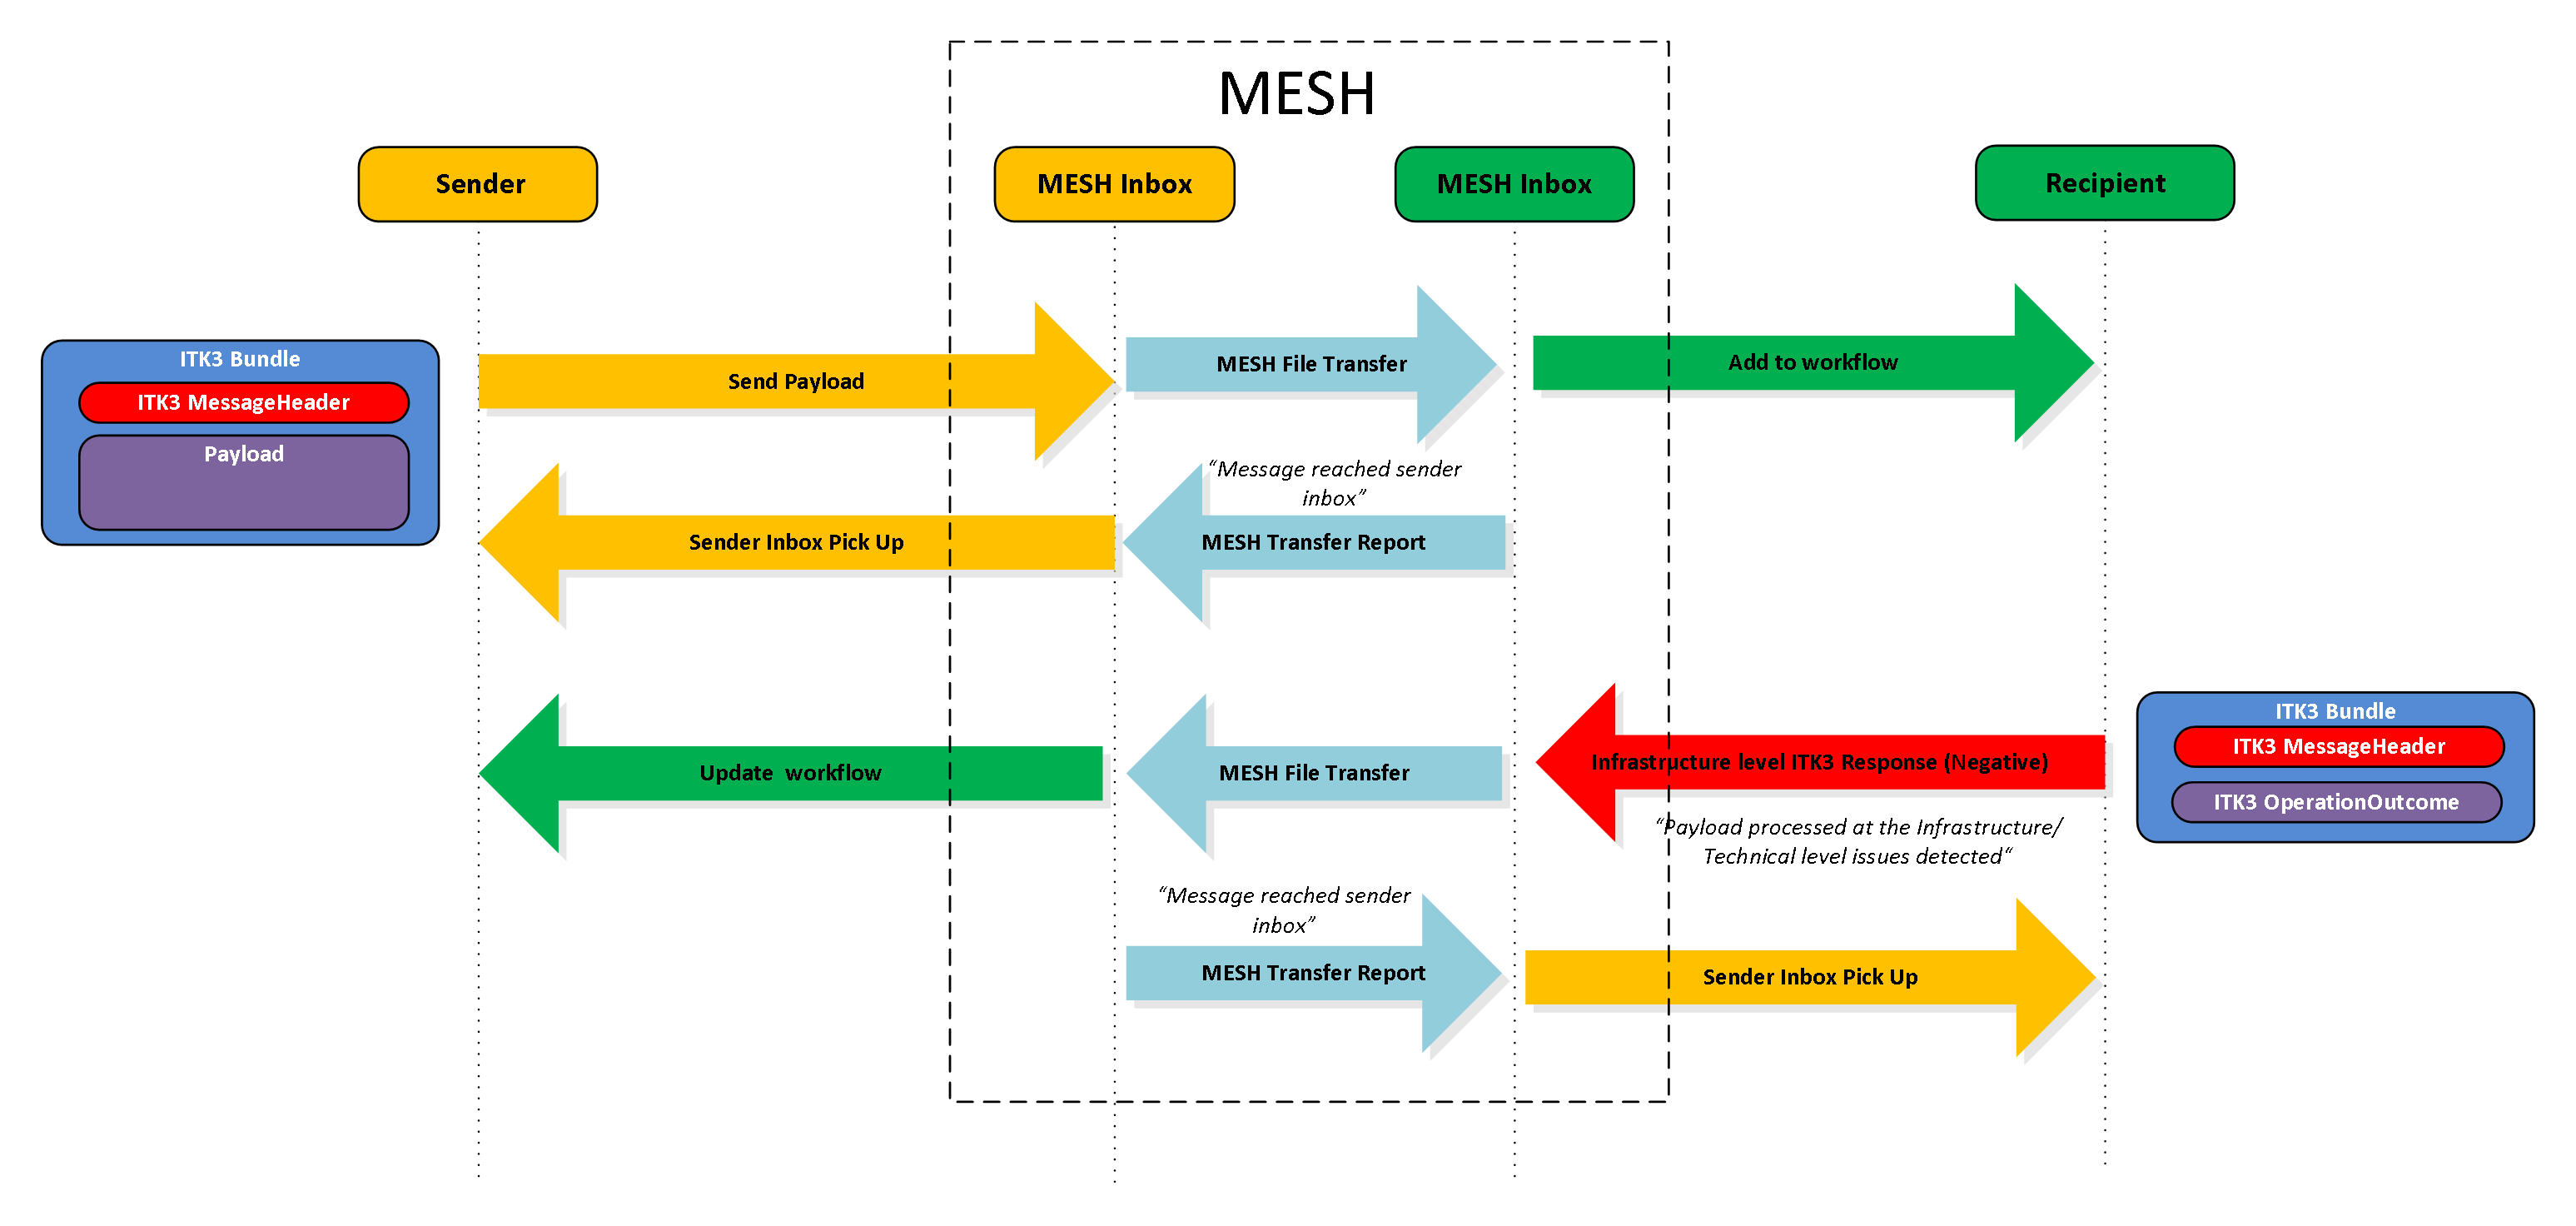 MESH
Sender
MESH Inbox
MESH Inbox
Recipient
ITK3 Bundle
ITK3 MessageHeader
Payload
Send Payload
MESH File Transfer
Add to workflow
“Message reached sender
inbox”
Sender Inbox Pick Up
MESH Transfer Report
Update  workflow
MESH File Transfer
Infrastructure level ITK3 Response (Negative)
“Payload processed at the Infrastructure/
Technical level issues detected“
ITK3 Bundle
ITK3 MessageHeader
ITK3 OperationOutcome
“Message reached sender
inbox”
MESH Transfer Report
Sender Inbox Pick Up